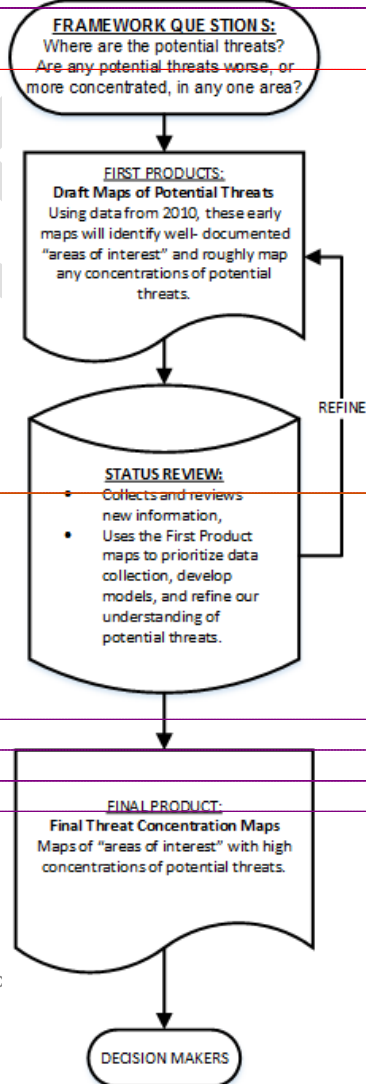 FRAMEWORK QUESTIONS:
Where are the potential threats?
Are any potential threats worse, or
more concentrated, in any one area?
FIRST PRODUCTS:
Draft Maps of Potential Threats
Using data from 2010, these early
maps will identify well- documented
“areas of interest” and roughly map
any concentrations of potential
threats.
REFINE
STATUS REVIEW:
• Collects and reviews
new information,
• Uses the First Product
maps to prioritize data
collection, develop
models, and refine our
understanding of
potential threats.
FINAL PRODUCT:
Final Threat Concentration Maps
Maps of “areas of interest” with high
concentrations of potential threats.
DECISION MAKERS